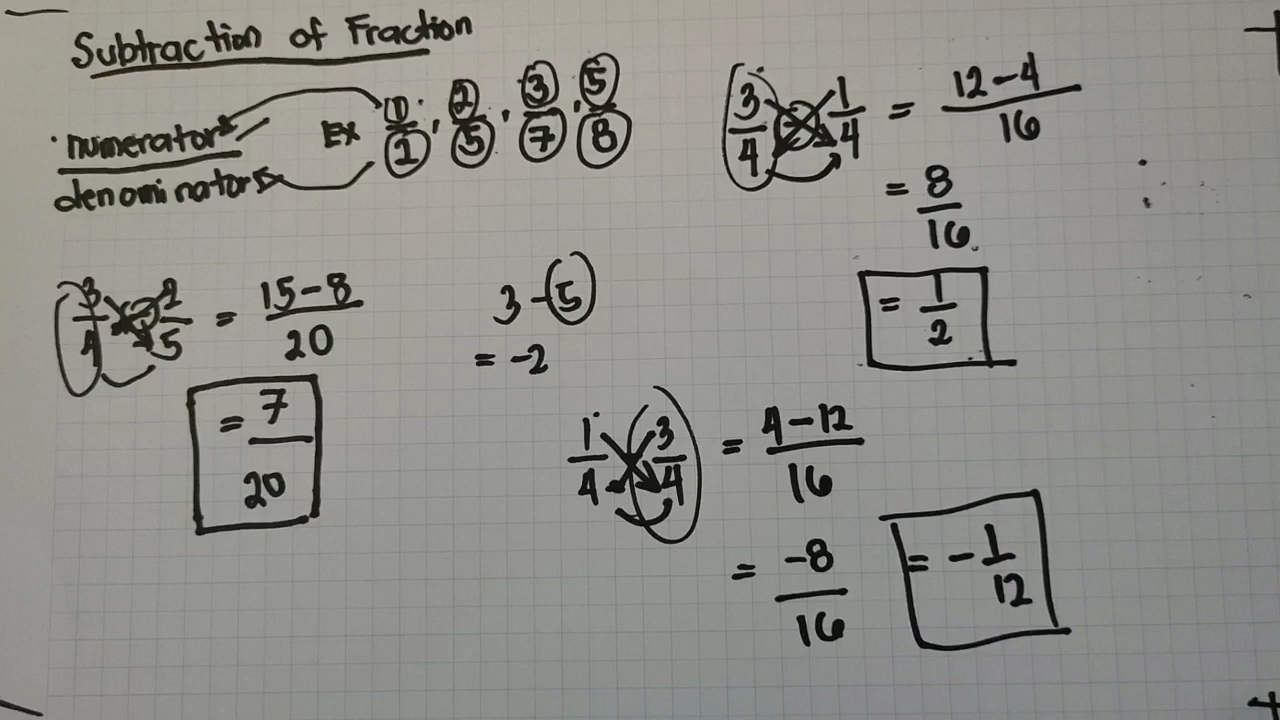 Subtraction of Fraction
numerators
denominators
Ex 1/2, 2/5, 3/7, 5/8
3/4 - 1/4 = 12-4/16
= 8/16
= 1/2
3/4 - 2/5 = 15-8/20
= 7/20
3-5
= -2
1/4 3/4 = 4-12/16
= -8/16
= -1/12